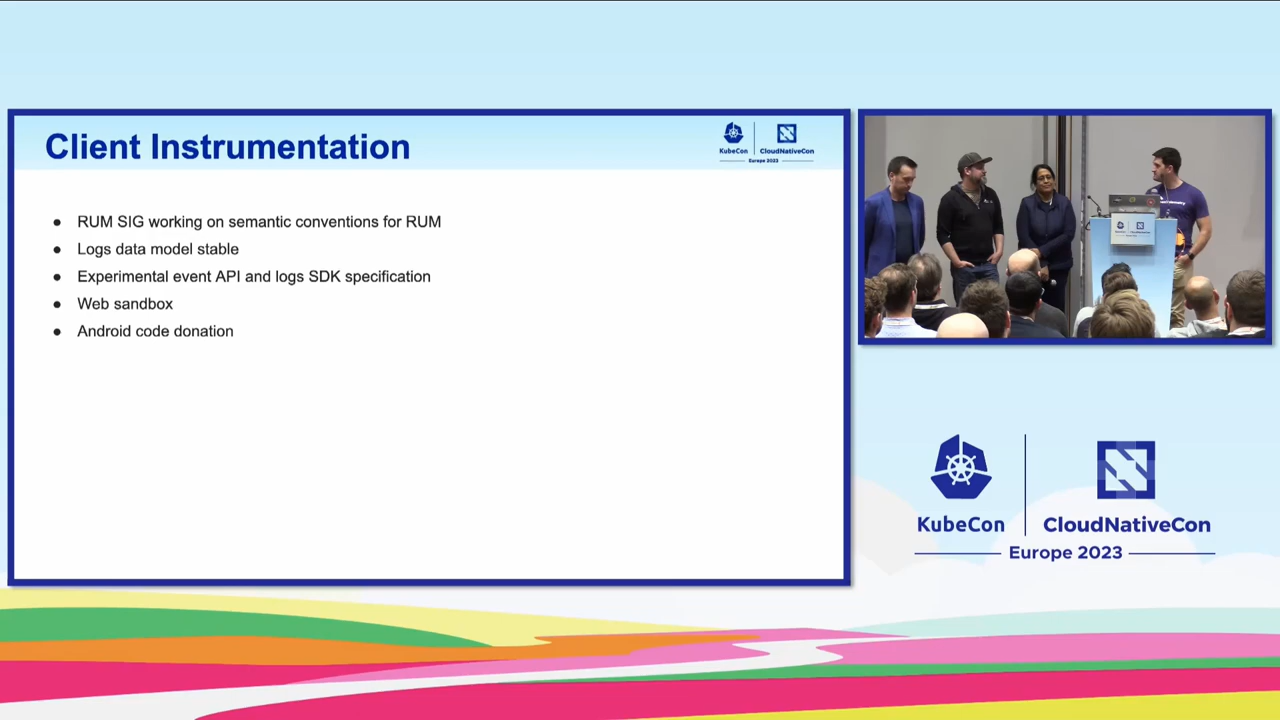 Client Instrumentation
KubeCon
CloudNativeCon
Europe 2023
● RUM SIG working on semantic conventions for RUM
● Logs data model stable
● Experimental event API and logs SDK specification
● Web sandbox
● Android code donation
KubeCon
CloudNativeCon
Europe 2023